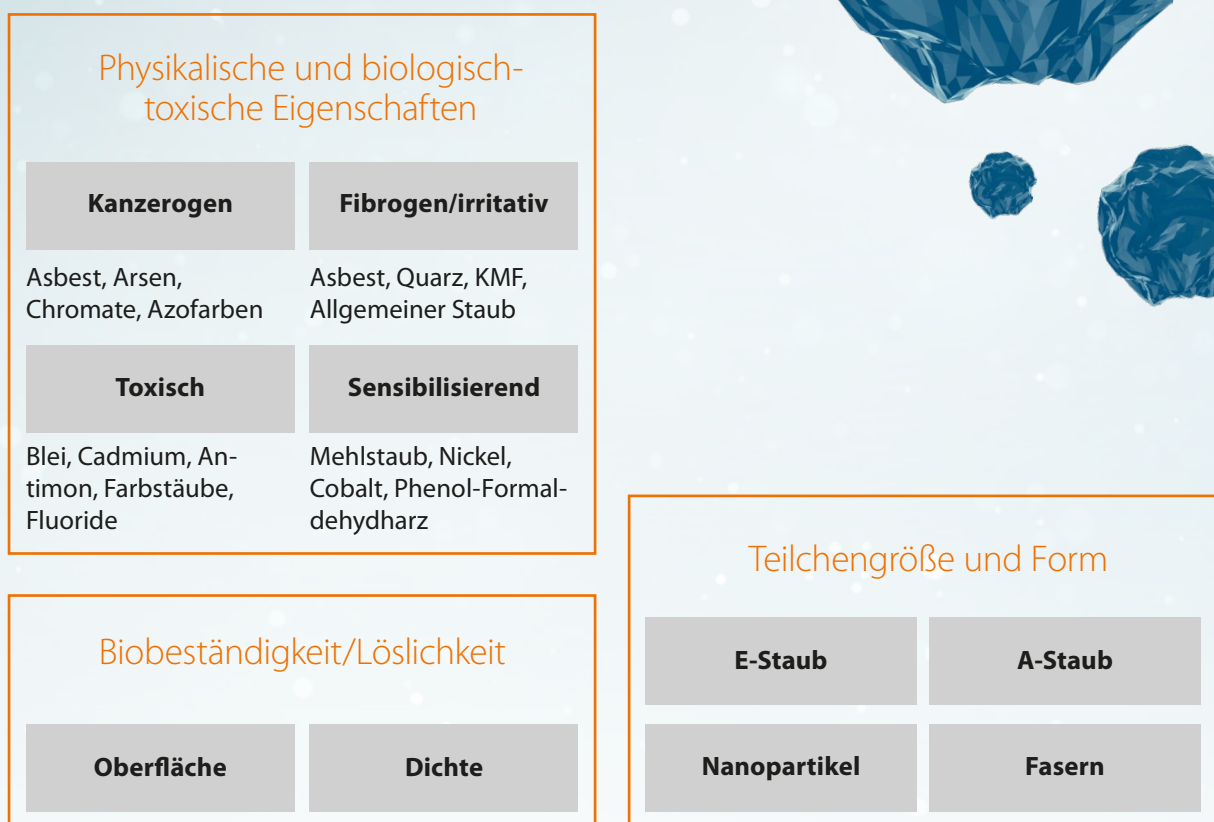 Physikalische und biologisch-
toxische Eigenschaften
Kanzerogen
Asbest, Arsen,
Chromate, Azofarben
Fibrogen/irritativ
Asbest, Quarz, KMF,
Allgemeiner Staub
Toxisch
Blei, Cadmium, An-
timon, Farbstäube,
Fluoride
Sensibilisierend
Mehlstaub, Nickel,
Cobalt, Phenol-Formal-
dehydharz
Biobeständigkeit/Löslichkeit
Oberfläche
Dichte
Teilchengröße und Form
E-Staub
A-Staub
Nanopartikel
Fasern